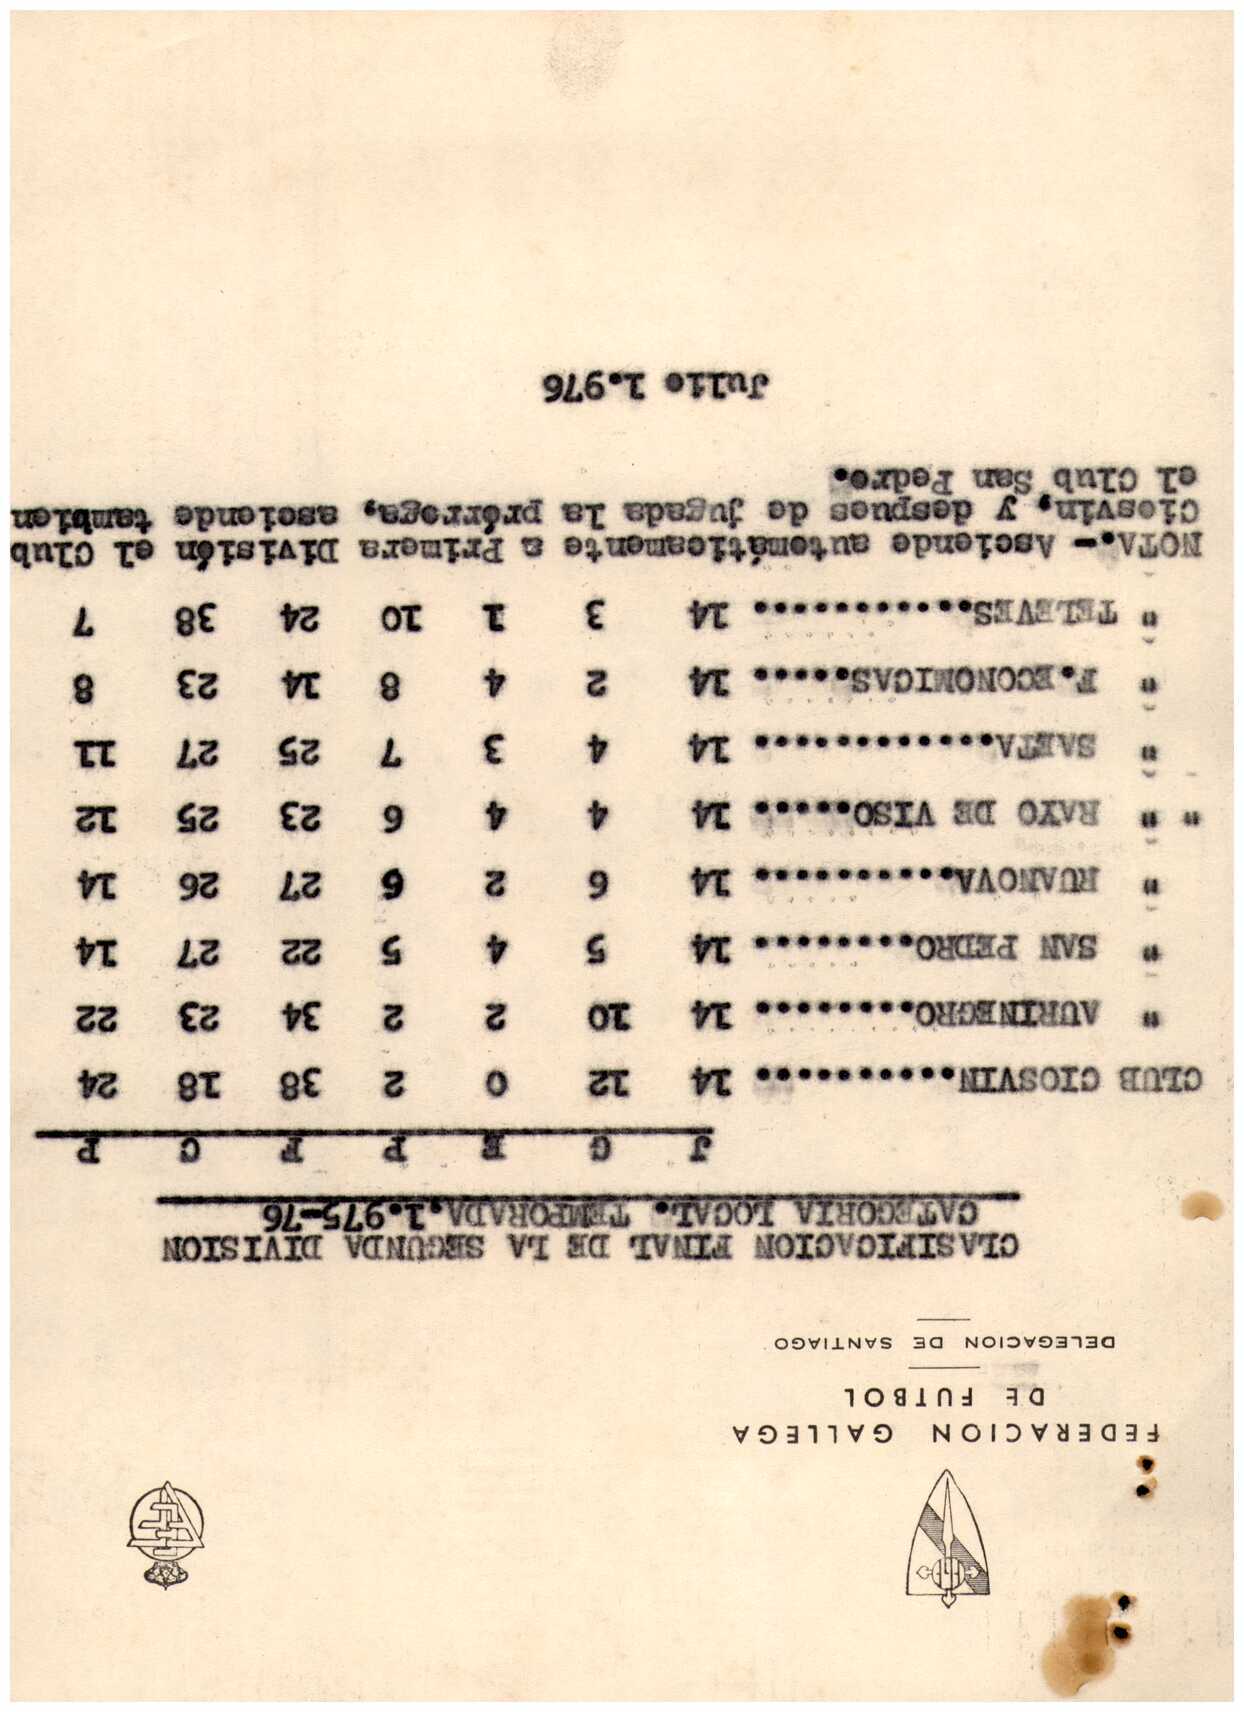 FEDERACION GALLEGA
DE FUTBOL
DELEGACION DE SANTIAGO
CLASIFICACION FINAL DE LA SEGUNDA DIVISION
CATEGORIA LOCAL. TEMPORADA.1.975-76
J G E P F C P
CLUB CIOSVIN.......... 14 12 0 2 38 18 24
" AURINEGRO........ 14 10 2 2 34 23 22
" SAN PEDRO........ 14 5 4 5 22 27 14
" RUANOVA.......... 14 6 2 6 27 26 14
" " RAYO DE VISO..... 14 4 4 6 23 25 12
" SAETA............ 14 4 3 7 25 27 11
" F.ECONOMICAS..... 14 2 4 8 14 23 8
" TELEVES........... 14 3 1 10 24 38 7
NOTA.- Asciende automáticamente a Primera División el Club
Ciosvin, y despues de jugada la prórroga, asciende tambien
el Club San Pedro.
Julio 1.976